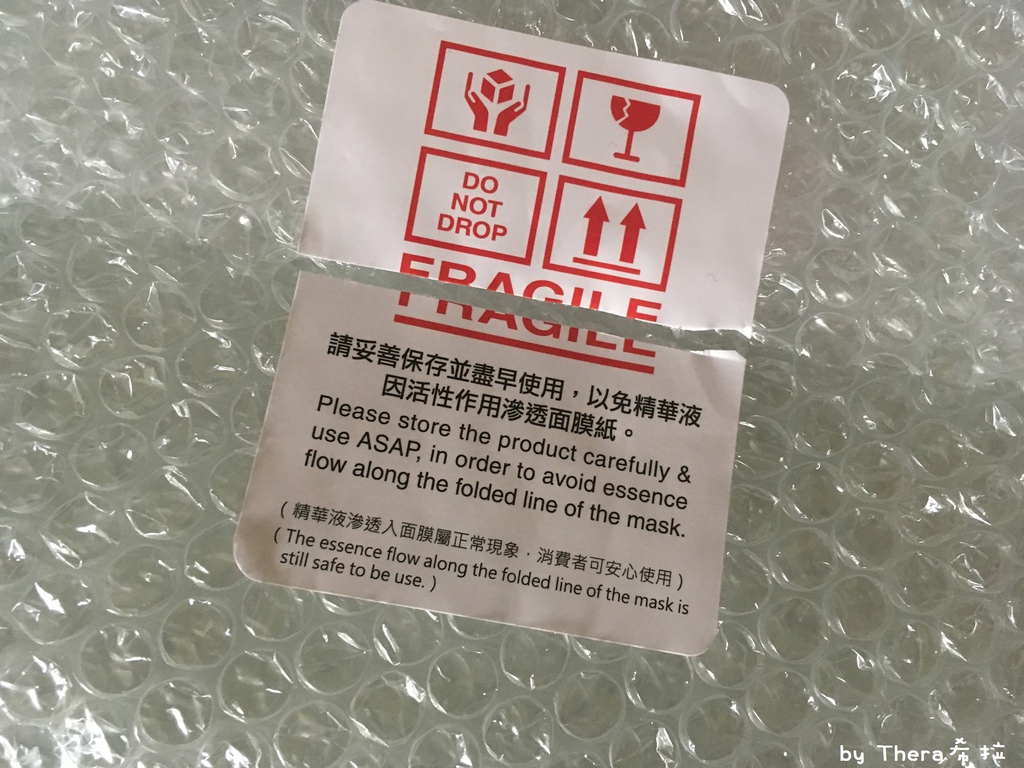 DO
NOT
DROP
FRAGILE
請妥善保存並盡早使用，以免精華液
因活性作用滲透面膜紙。
Please store the product carefully &
use ASAP, in order to avoid essence
flow along the folded line of the mask.
( 精華液滲透入面膜屬正常現象，消費者可安心使用 )
( The essence flow along the folded line of the mask is
still safe to be use. )
by Thera希拉